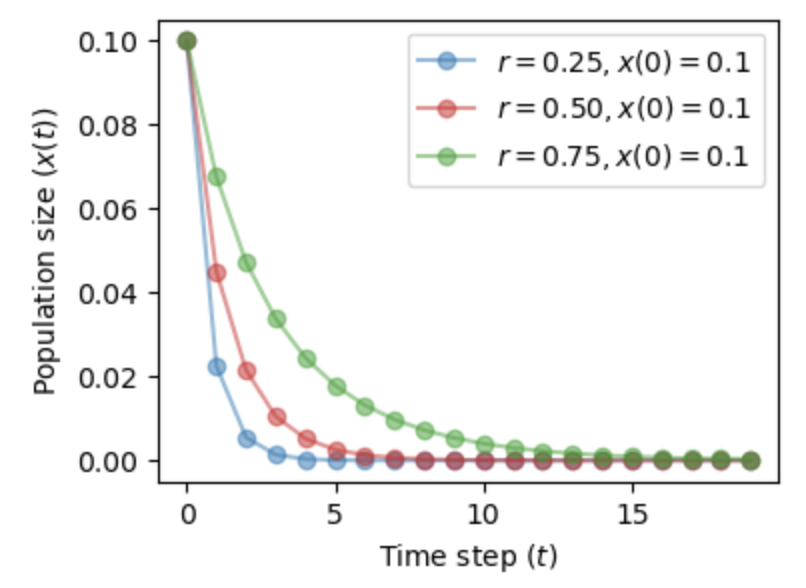 0.10
0.08
0.06
0.04
0.02
0.00
Population size (x(t))
r = 0.25, x(0) = 0.1
r = 0.50, x(0) = 0.1
r = 0.75, x(0) = 0.1
0 5 10 15
Time step (t)